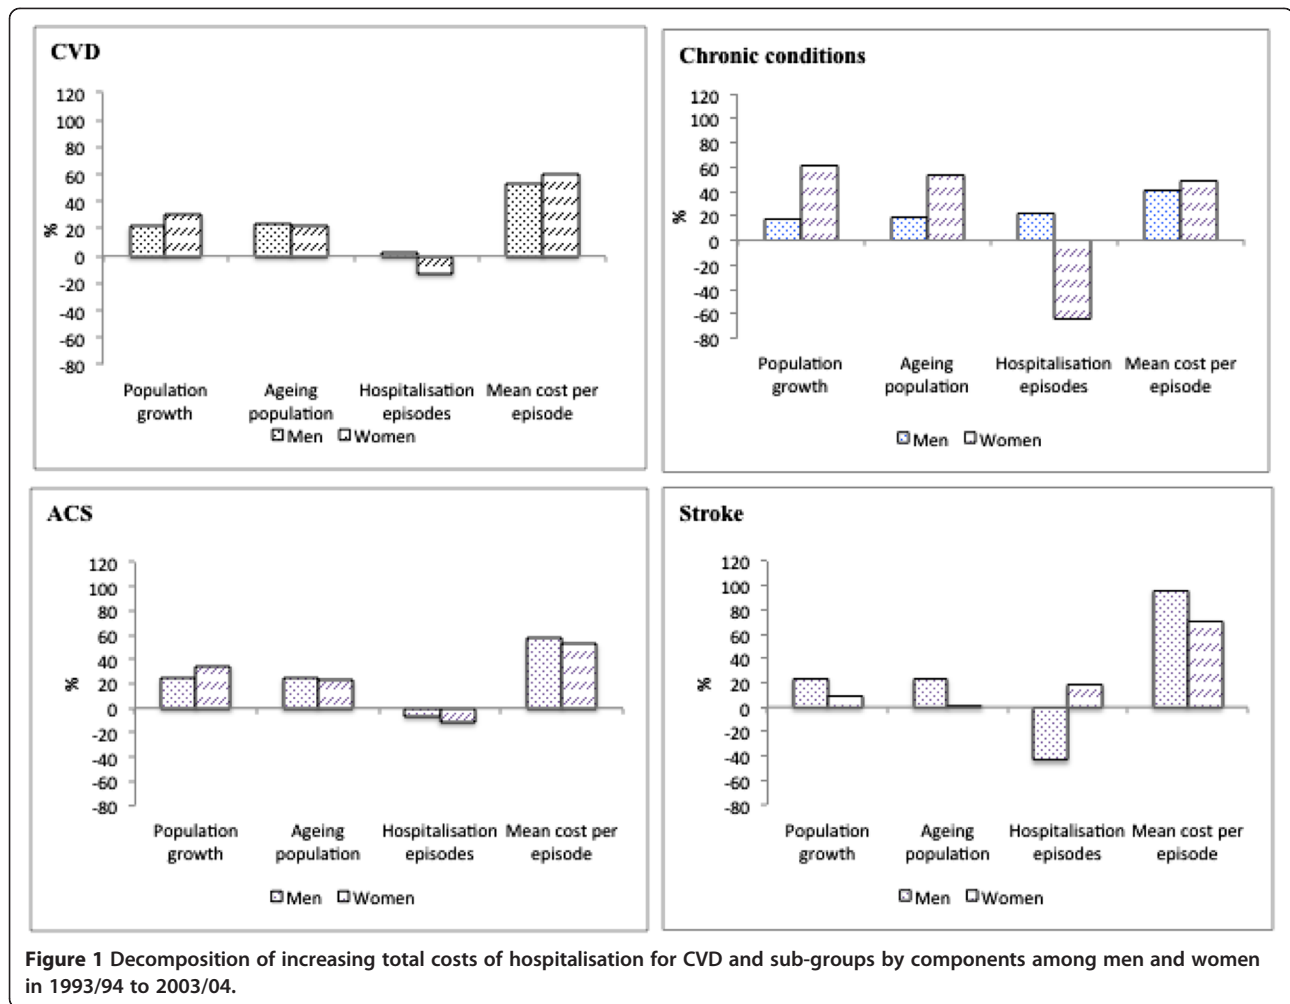 CVD
120
100
80
60
40
20
0
-20
-40
-60
-80
%
Population growth
Ageing population
Hospitalisation episodes
Mean cost per episode
Men Women
Chronic conditions
120
100
80
60
40
20
0
-20
-40
-60
-80
%
Population growth
Ageing population
Hospitalisation episodes
Mean cost per episode
Men Women
ACS
120
100
80
60
40
20
0
-20
-40
-60
-80
%
Population growth
Ageing population
Hospitalisation episodes
Mean cost per episode
Men Women
Stroke
120
100
80
60
40
20
0
-20
-40
-60
-80
%
Population growth
Ageing population
Hospitalisation episodes
Mean cost per episode
Men Women
Figure 1 Decomposition of increasing total costs of hospitalisation for CVD and sub-groups by components among men and women
in 1993/94 to 2003/04.